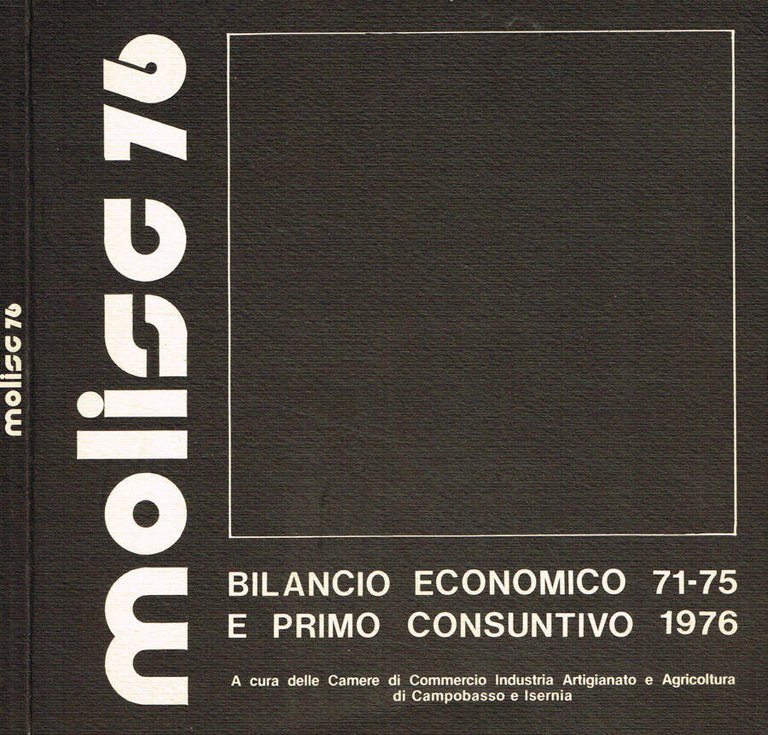 molise 76
molise 76
BILANCIO ECONOMICO 71-75
E PRIMO CONSUNTIVO 1976
A cura delle Camere di Commercio Industria Artigianato e Agricoltura
di Campobasso e Isernia